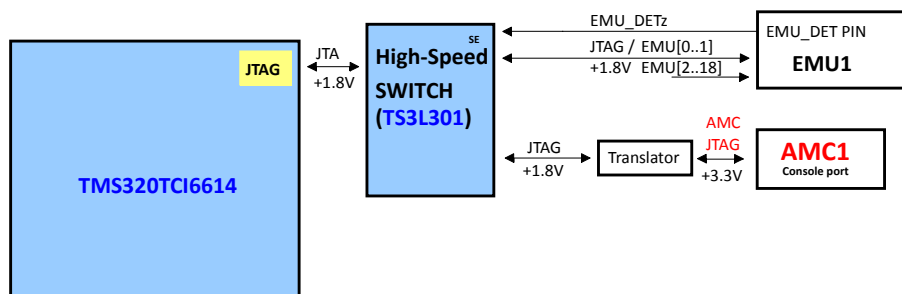 EMU_DETz
SE
EMU_DET PIN
JTAG
JTA
High-Speed
JTAG / EMU[0..1]
EMU1
+1.8V
SWITCH
+1.8V EMU[2..18]
(TS3L301)
AMC
JTAG
JTAG
Translator
AMC1
+1.8V
+3.3V
Console port
TMS320TCI6614